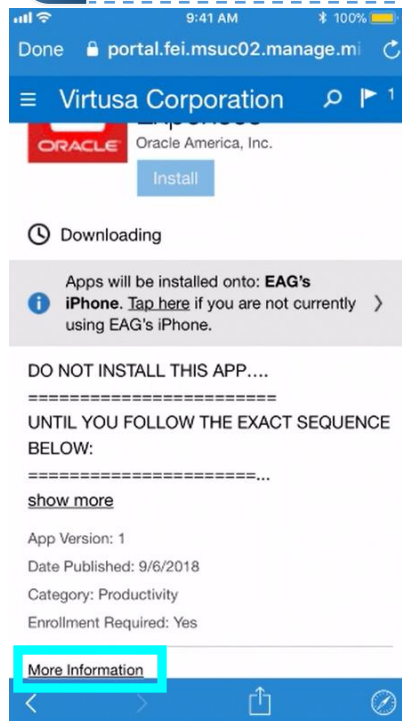 9:41 AM
100%
Done portal.fei.msuc02.manage.mi
Virtusa Corporation 1
ORACLE
Oracle America, Inc.
Install
Downloading
Apps will be installed onto: EAG's
iPhone. Tap here if you are not currently
using EAG's iPhone.
DO NOT INSTALL THIS APP....
=========================
UNTIL YOU FOLLOW THE EXACT SEQUENCE
BELOW:
=======================...
show more
App Version: 1
Date Published: 9/6/2018
Category: Productivity
Enrollment Required: Yes
More Information